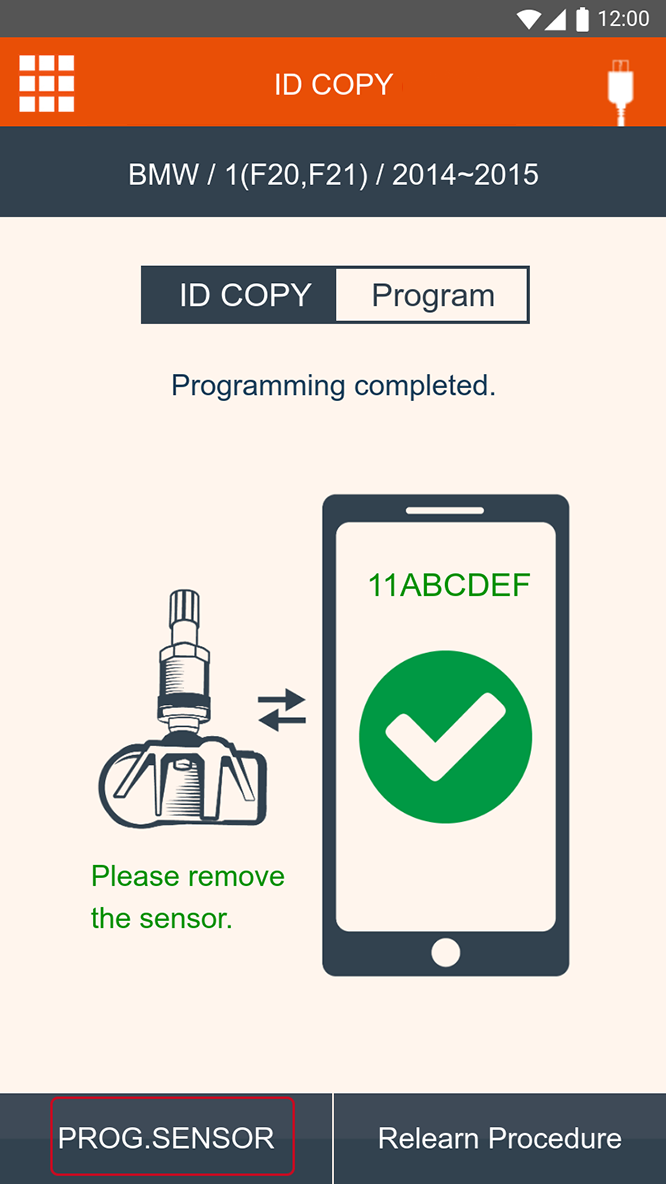 12:00
ID COPY
BMW / 1(F20,F21) / 2014~2015
ID COPY Program
Programming completed.
11ABCDEF
Please remove
the sensor.
PROG.SENSOR Relearn Procedure